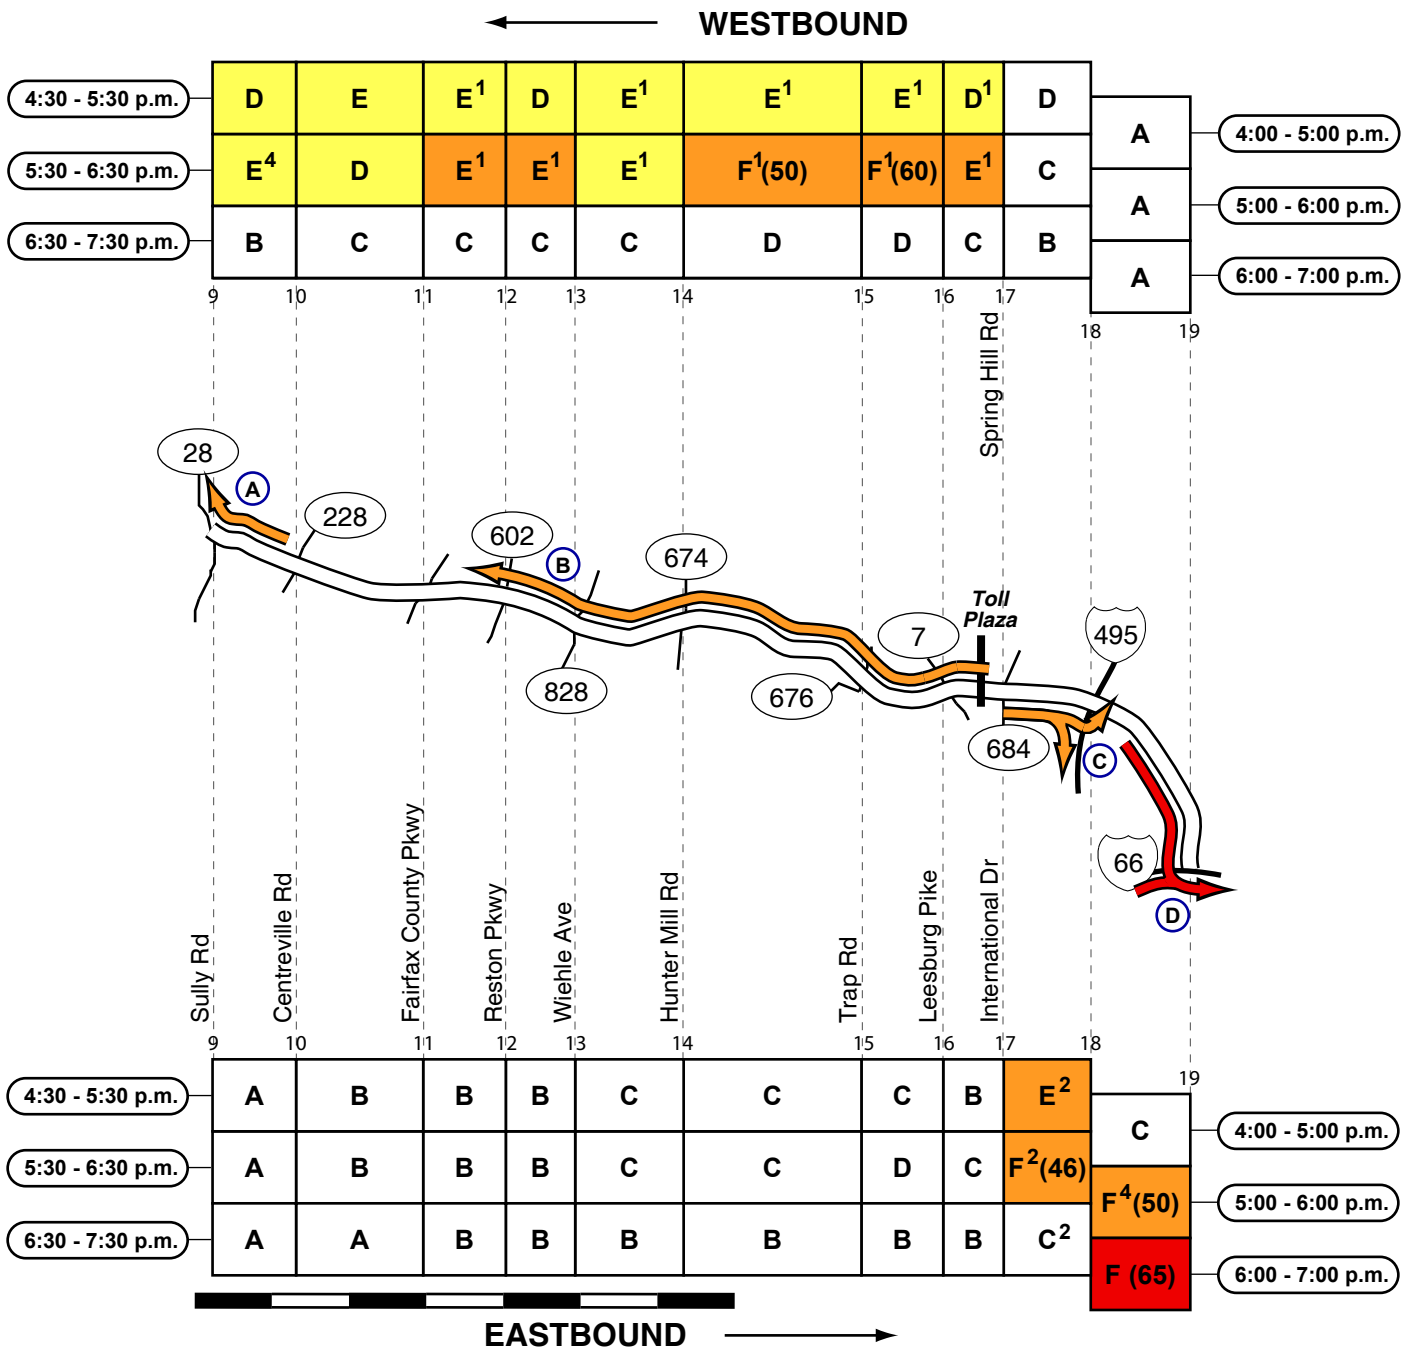 WESTBOUND
4:30 - 5:30 p.m. D E E¹ D E¹ E¹ E¹ D¹ D
A 4:00 - 5:00 p.m.
5:30 - 6:30 p.m. E⁴ D E¹ E¹ E¹ F¹(50) F¹(60) E¹ C
A 5:00 - 6:00 p.m.
6:30 - 7:30 p.m. B C C C C D D C B
A 6:00 - 7:00 p.m.
9 10 11 12 13 14 15 16 17
18 19
Spring Hill Rd
28
A
228
602
B
674
Toll
Plaza
7
495
828
676
684
C
66
D
Sully Rd
Centreville Rd
Fairfax County Pkwy
Reston Pkwy
Wiehle Ave
Hunter Mill Rd
Trap Rd
Leesburg Pike
International Dr
9 10 11 12 13 14 15 16 17 18
19
4:30 - 5:30 p.m. A B B B C C C B E²
C 4:00 - 5:00 p.m.
5:30 - 6:30 p.m. A B B B C C D C F²(46)
F⁴(50) 5:00 - 6:00 p.m.
6:30 - 7:30 p.m. A A B B B B B B C²
F (65) 6:00 - 7:00 p.m.
EASTBOUND